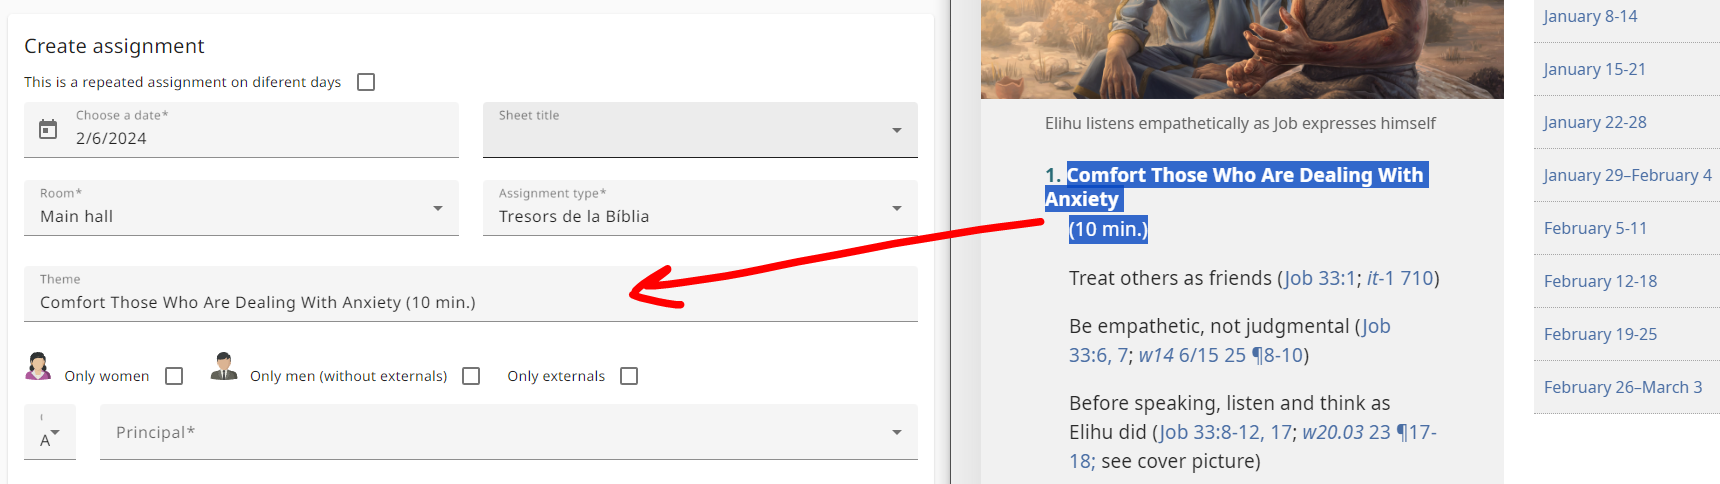 Create assignment
This is a repeated assignment on diferent days
Choose a date*
2/6/2024
Sheet title
Room*
Main hall
Assignment type*
Tresors de la Bíblia
Theme
Comfort Those Who Are Dealing With Anxiety (10 min.)
Only women
Only men (without externals)
Only externals
A
Principal*
Elihu listens empathetically as Job expresses himself
1. Comfort Those Who Are Dealing With
Anxiety
(10 min.)
Treat others as friends (Job 33:1; it-1 710)
Be empathetic, not judgmental (Job
33:6, 7; w14 6/15 25 ¶8-10)
Before speaking, listen and think as
Elihu did (Job 33:8-12, 17; w20.03 23 ¶17-
18; see cover picture)
January 8-14
January 15-21
January 22-28
January 29–February 4
February 5-11
February 12-18
February 19-25
February 26–March 3